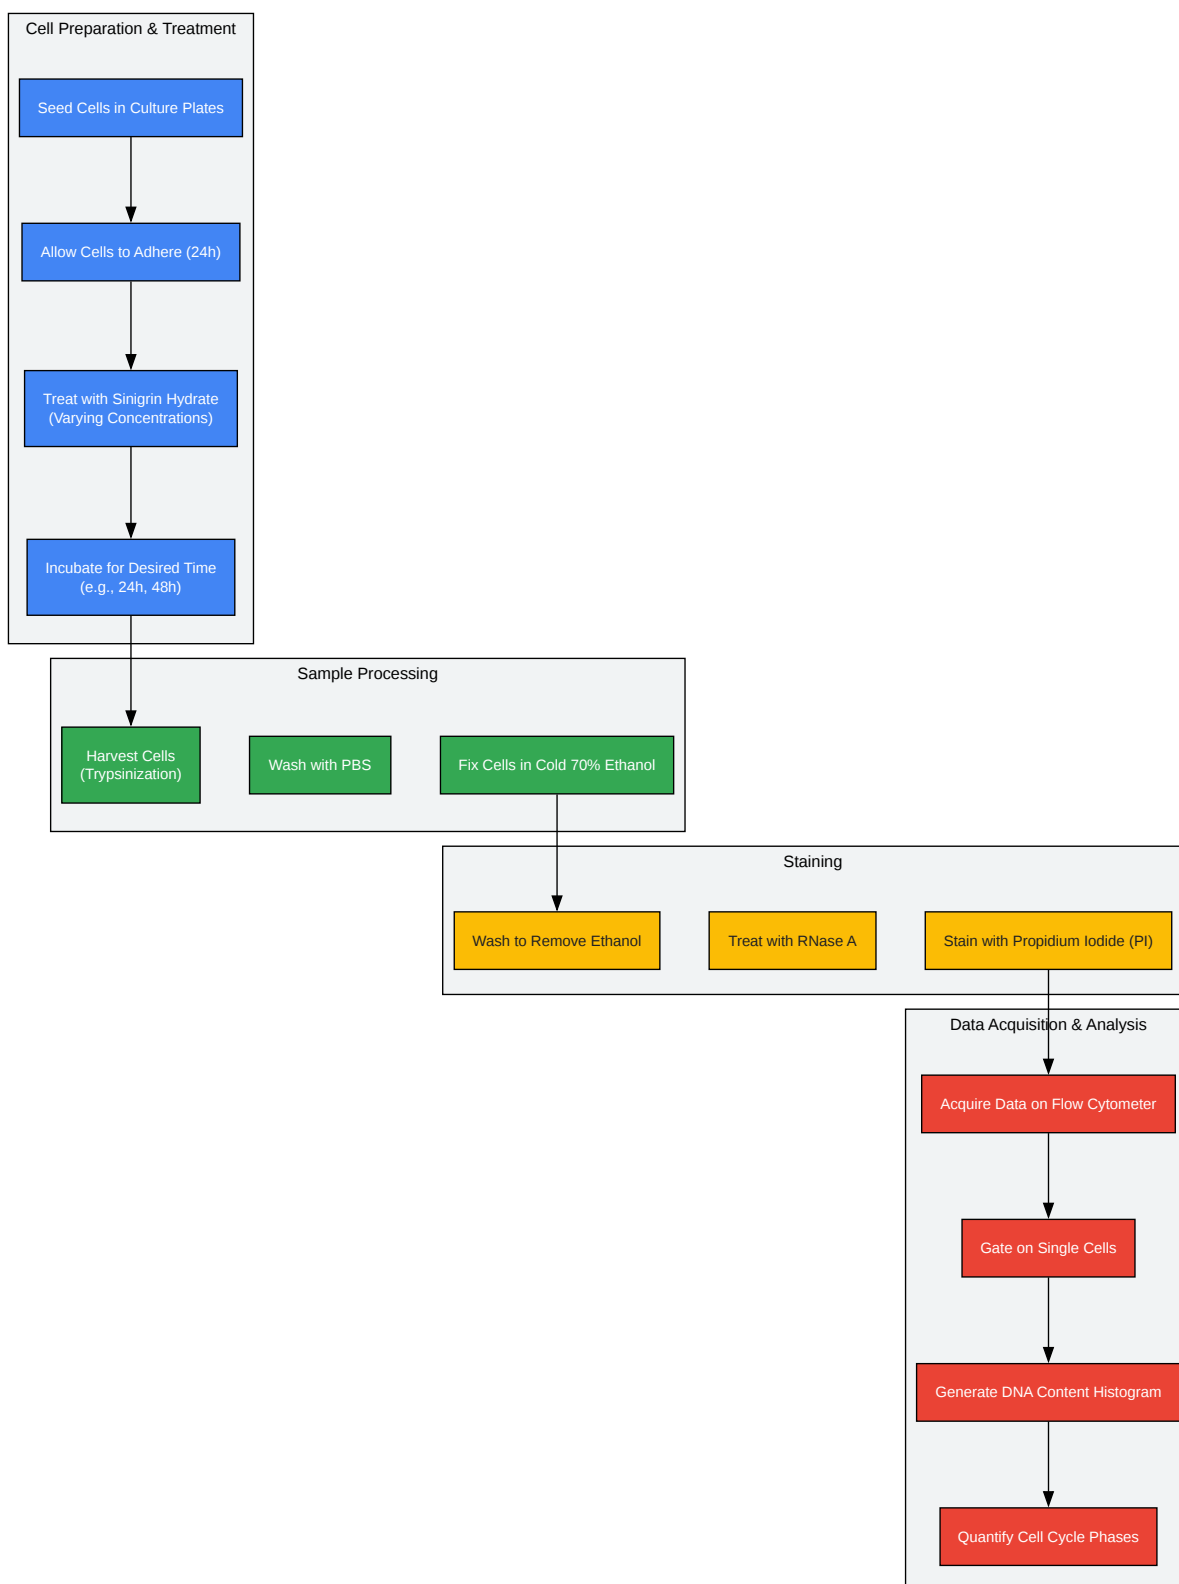 Cell Preparation & Treatment
Seed Cells in Culture Plates
Allow Cells to Adhere (24h)
Treat with Sinigrin Hydrate
(Varying Concentrations)
Incubate for Desired Time
(e.g., 24h, 48h)
Sample Processing
Harvest Cells
(Trypsinization)
Wash with PBS
Fix Cells in Cold 70% Ethanol
Staining
Wash to Remove Ethanol
Treat with RNase A
Stain with Propidium Iodide (PI)
Data Acquisition & Analysis
Acquire Data on Flow Cytometer
Gate on Single Cells
Generate DNA Content Histogram
Quantify Cell Cycle Phases